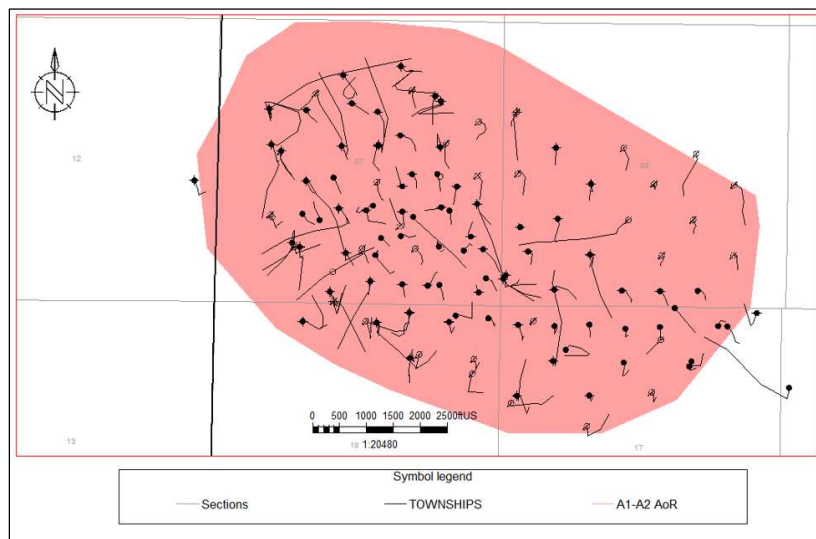 N
07
08
12
0 500 1000 1500 2000 2500ftUS
1:20480
13
18
17
Symbol legend
Sections
TOWNSHIPS
A1-A2 AoR